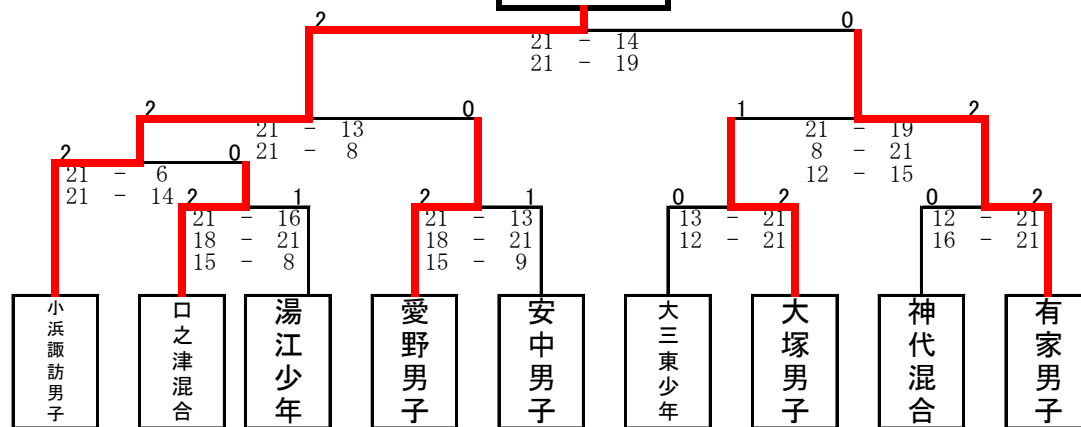 2 0
21 - 14
21 - 19
2 0 1 2
21 - 13 21 - 19
21 - 8 8 - 21
12 - 15
2 0
21 - 6
21 - 14
2 1 2 1 0 2 0 2
21 - 16 21 - 13 13 - 21 12 - 21
18 - 21 18 - 21 12 - 21 16 - 21
15 - 8 15 - 9
小浜諏訪男子
口之津混合
湯江少年
愛野男子
安中男子
大三東少年
大塚男子
神代混合
有家男子